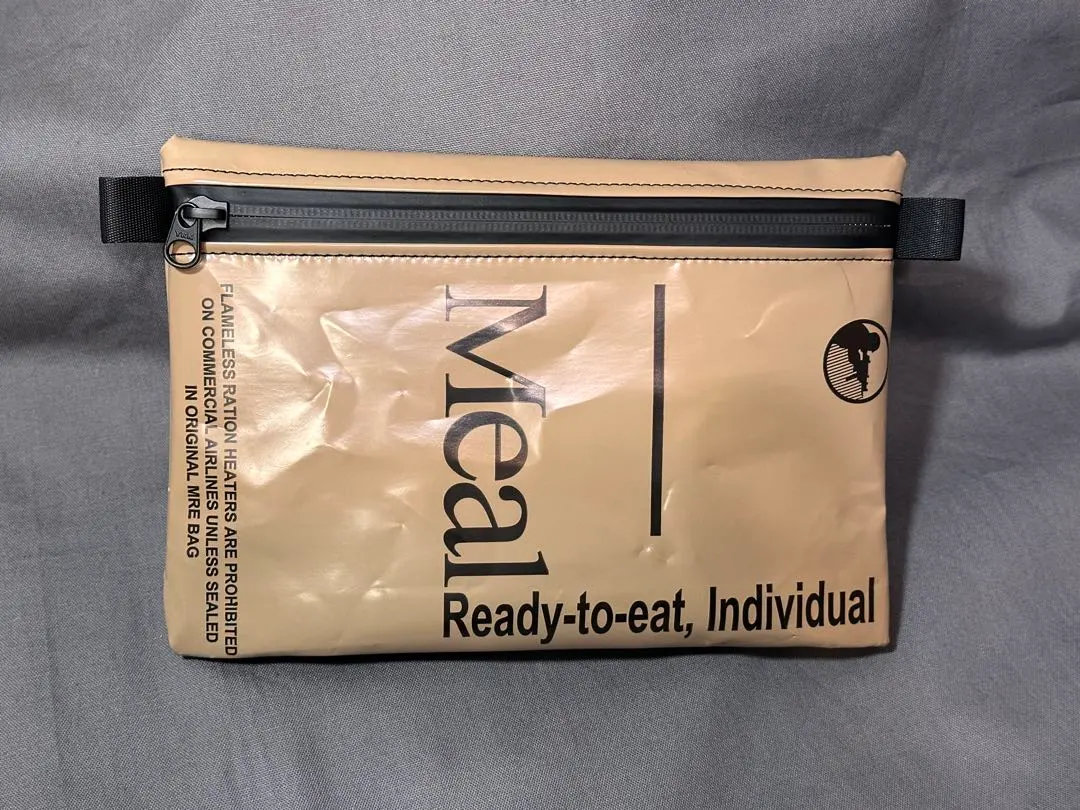 YKK
Meal
Ready-to-eat, Individual
FLAMELESS RATION HEATERS ARE PROHIBITED
ON COMMERCIAL AIRLINES UNLESS SEALED
IN ORIGINAL MRE BAG